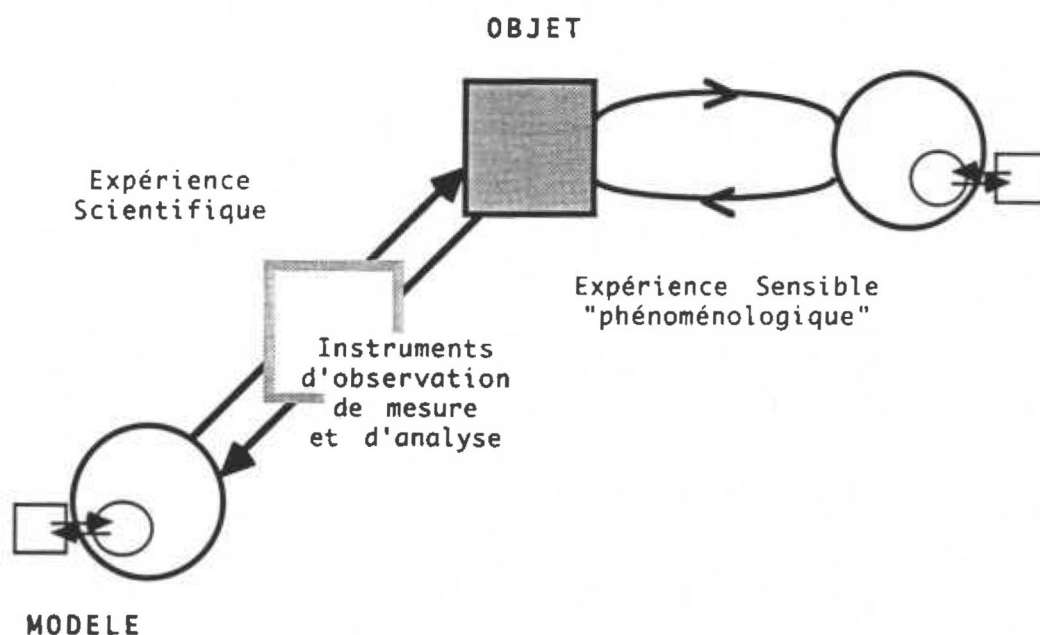 OBJET
Expérience
Scientifique
Expérience Sensible
"phénoménologique"
Instruments
d'observation
de mesure
et d'analyse
MODELE